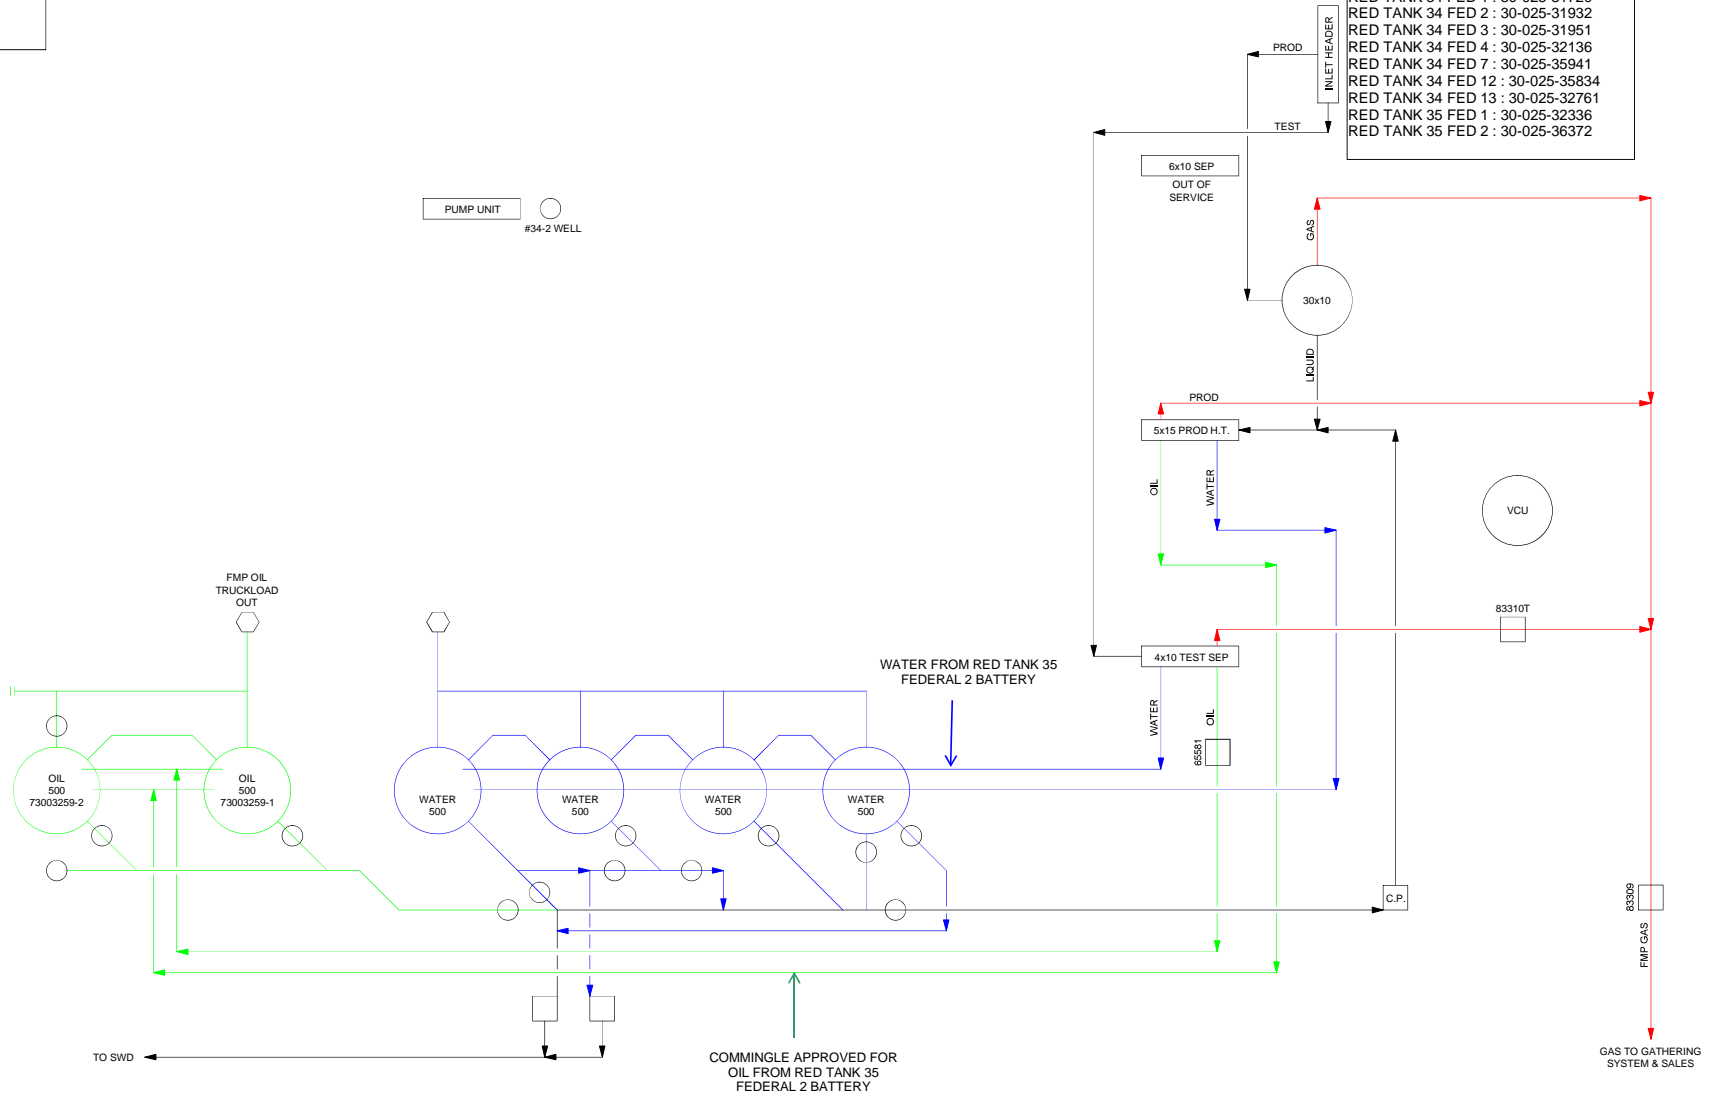 RED TANK 34 FED 2 : 30-025-31932
RED TANK 34 FED 3 : 30-025-31951
RED TANK 34 FED 4 : 30-025-32136
RED TANK 34 FED 7 : 30-025-35941
RED TANK 34 FED 12 : 30-025-35834
RED TANK 34 FED 13 : 30-025-32761
RED TANK 35 FED 1 : 30-025-32336
RED TANK 35 FED 2 : 30-025-36372
INLET HEADER
PROD
TEST
6x10 SEP
OUT OF
SERVICE
PUMP UNIT
#34-2 WELL
GAS
30x10
LIQUID
PROD
5x15 PROD H.T.
OIL
WATER
VCU
FMP OIL
TRUCKLOAD
OUT
83310T
4x10 TEST SEP
WATER FROM RED TANK 35
FEDERAL 2 BATTERY
WATER
OIL
65581
OIL
500
73003259-2
OIL
500
73003259-1
WATER
500
WATER
500
WATER
500
WATER
500
C.P.
83309
FMP GAS
TO SWD
COMMINGLE APPROVED FOR
OIL FROM RED TANK 35
FEDERAL 2 BATTERY
GAS TO GATHERING
SYSTEM & SALES